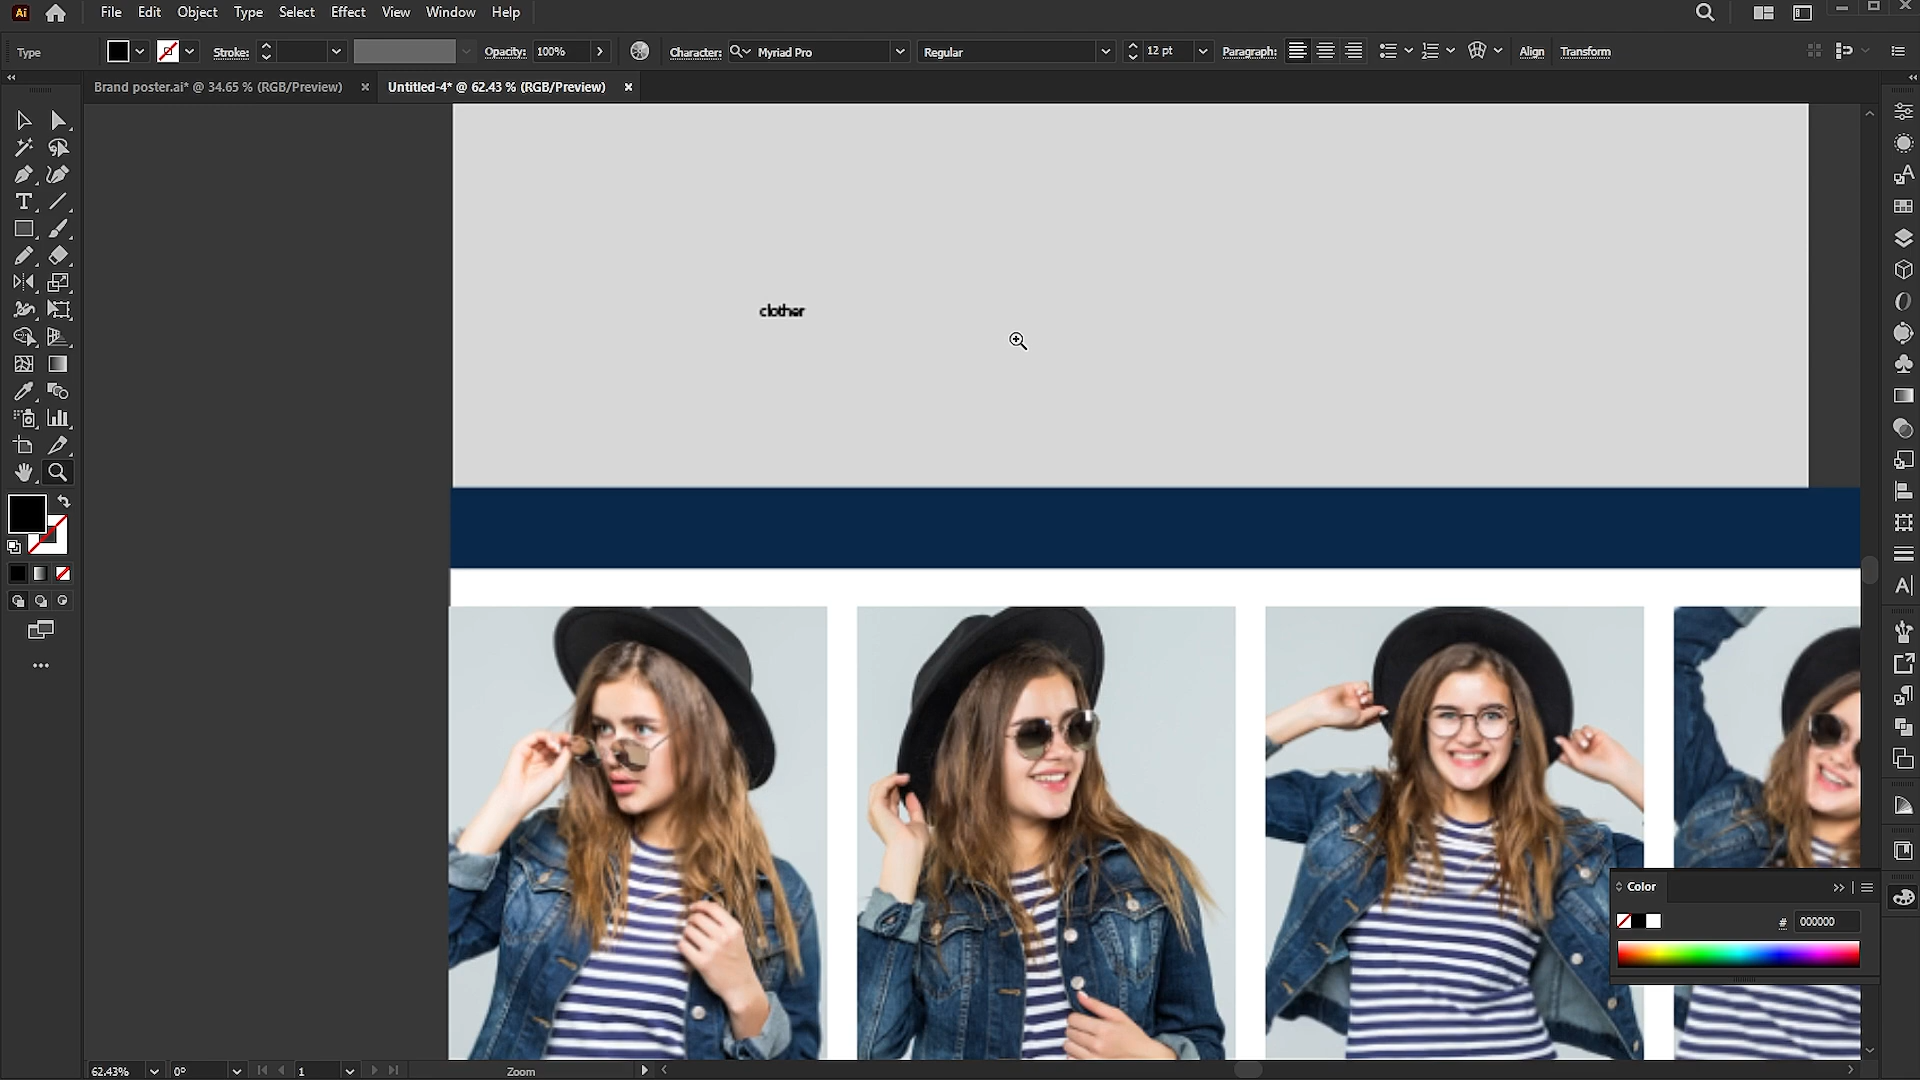 Ai File Edit Object Type Select Effect View Window Help
Type Stroke: Opacity: 100% Character: Myriad Pro Regular 12 pt Paragraph: Align Transform
Brand poster.ai* @ 34.65 % (RGB/Preview) × Untitled-4* @ 62.43 % (RGB/Preview) ×
clother
Color
# 000000
62.43% 0° 1 Zoom